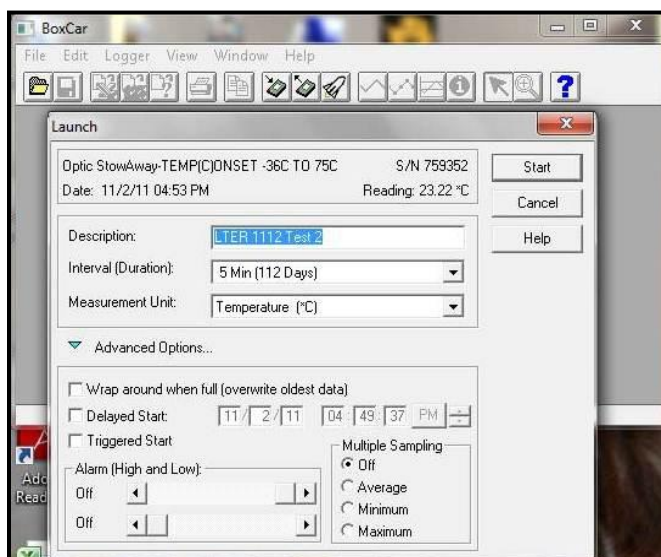 BoxCar
File Edit Logger View Window Help
Launch
Optic StowAway-TEMP(C)ONSET -36C TO 75C S/N 759352
Date: 11/2/11 04:53 PM Reading: 23.22 *C
Start
Cancel
Help
Description: LTER 1112 Test 2
Interval (Duration): 5 Min (112 Days)
Measurement Unit: Temperature (*C)
Advanced Options...
Wrap around when full (overwrite oldest data)
Delayed Start: 11/ 2/11 04:49:37 PM
Triggered Start
Alarm (High and Low):
Off
Off
Multiple Sampling
Off
Average
Minimum
Maximum
Ado
Read